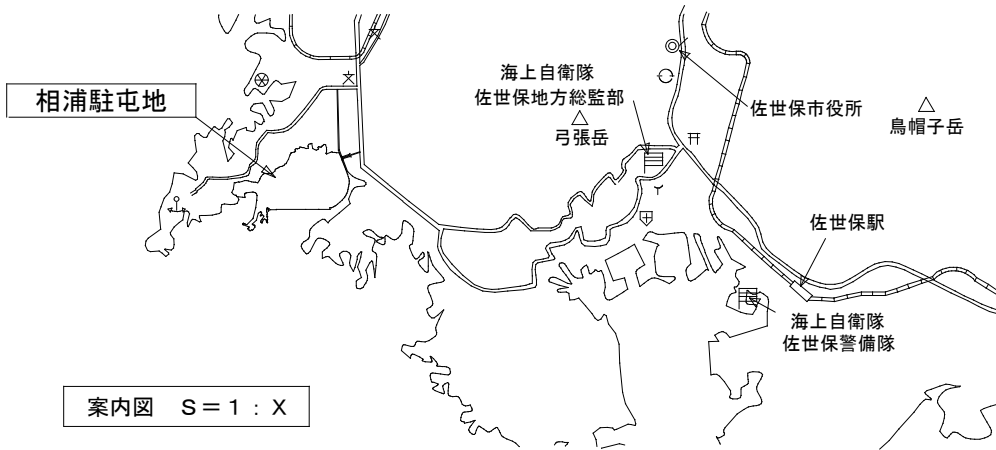 海上自衛隊
佐世保地方総監部
弓張岳
佐世保市役所
烏帽子岳
相浦駐屯地
佐世保駅
海上自衛隊
佐世保警備隊
案内図 S＝1：X